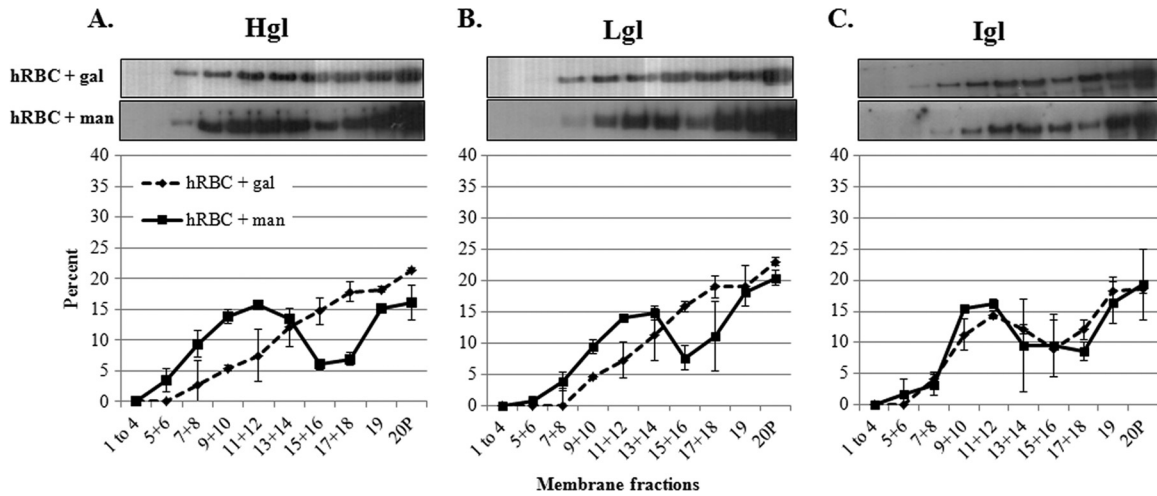 A.
Hgl
B.
Lgl
C.
Igl
hRBC + gal
hRBC + man
Percent
40
35
30
25
20
15
10
5
0
hRBC + gal
hRBC + man
1 to 4
5+6
7+8
9+10
11+12
13+14
15+16
17+18
19
20P
40
35
30
25
20
15
10
5
0
1 to 4
5+6
7+8
9+10
11+12
13+14
15+16
17+18
19
20P
40
35
30
25
20
15
10
5
0
1 to 4
5+6
7+8
9+10
11+12
13+14
15+16
17+18
19
20P
Membrane fractions